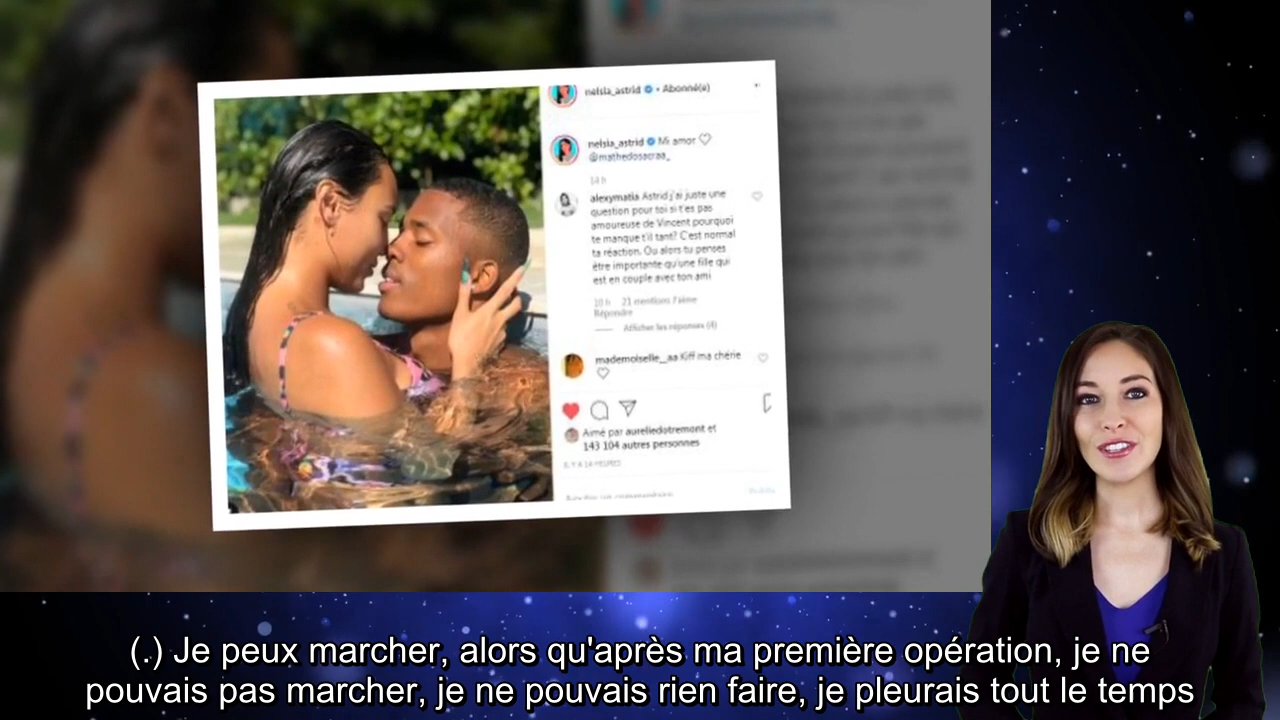 nelsia_astrid • Abonné(e)
nelsia_astrid Mi amor ♡
@mathedosacraa_
14 h
alexymatia Astrid j'ai juste une
question pour toi si t'es pas
amoureuse de Vincent pourquoi
te manque t'il tant? C'est normal
ta réaction. Ou alors tu penses
être importante qu'une fille qui
est en couple avec ton ami
10 h 21 mentions J'aime
Répondre
Afficher les réponses (4)
mademoiselle__aa Kiff ma chérie
♡
Aimé par aureliedotremont et
143 104 autres personnes
IL Y A 14 HEURES
(.) Je peux marcher, alors qu'après ma première opération, je ne
pouvais pas marcher, je ne pouvais rien faire, je pleurais tout le temps